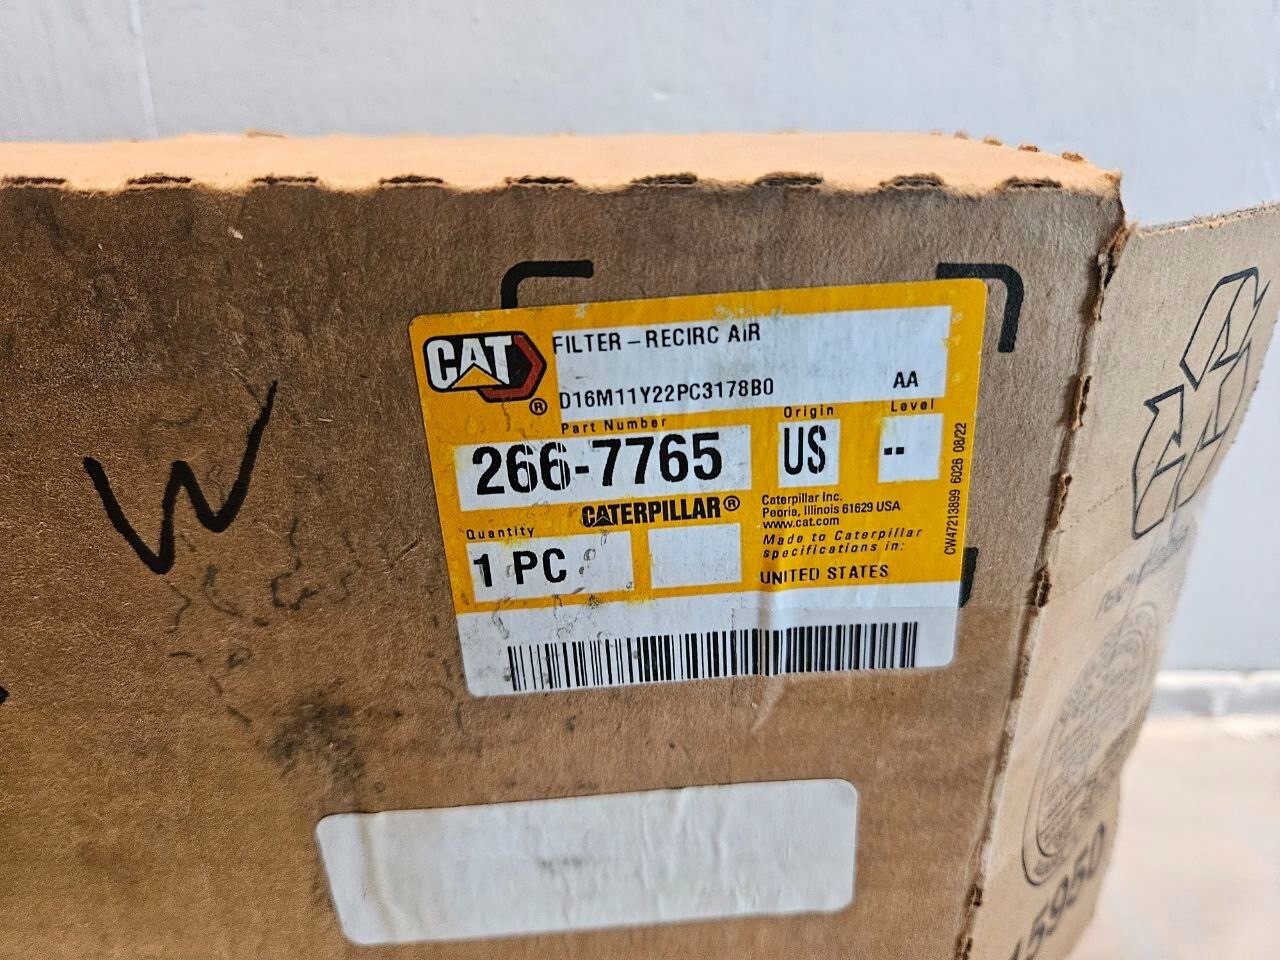 W
CAT®
FILTER-RECIRC AIR
D16M11Y22PC3178B0 AA
Part Number Origin Level
266-7765 US --
CATERPILLAR®
Caterpillar Inc.
Peoria, Illinois 61629 USA
www.cat.com
Quantity
1 PC
Made to Caterpillar
specifications in:
UNITED STATES
CW47213899 6026 08/22